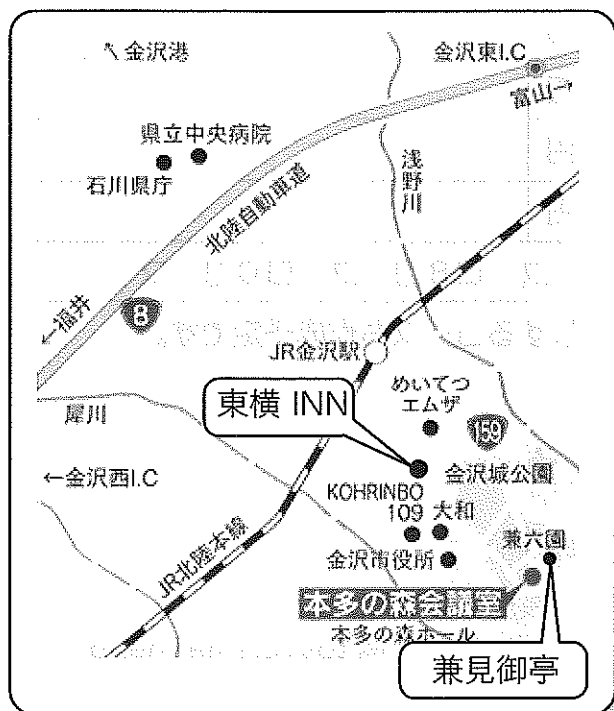 ↖金沢港
金沢東I.C
富山→
県立中央病院
石川県庁
浅野川
北陸自動車道
←福井
8
JR金沢駅
めいてつ
エムザ
東横 INN
159
犀川
←金沢西I.C
金沢城公園
KOHRINBO
109
大和
兼六園
金沢市役所
JR北陸本線
本多の森会議室
本多の森ホール
兼見御亭